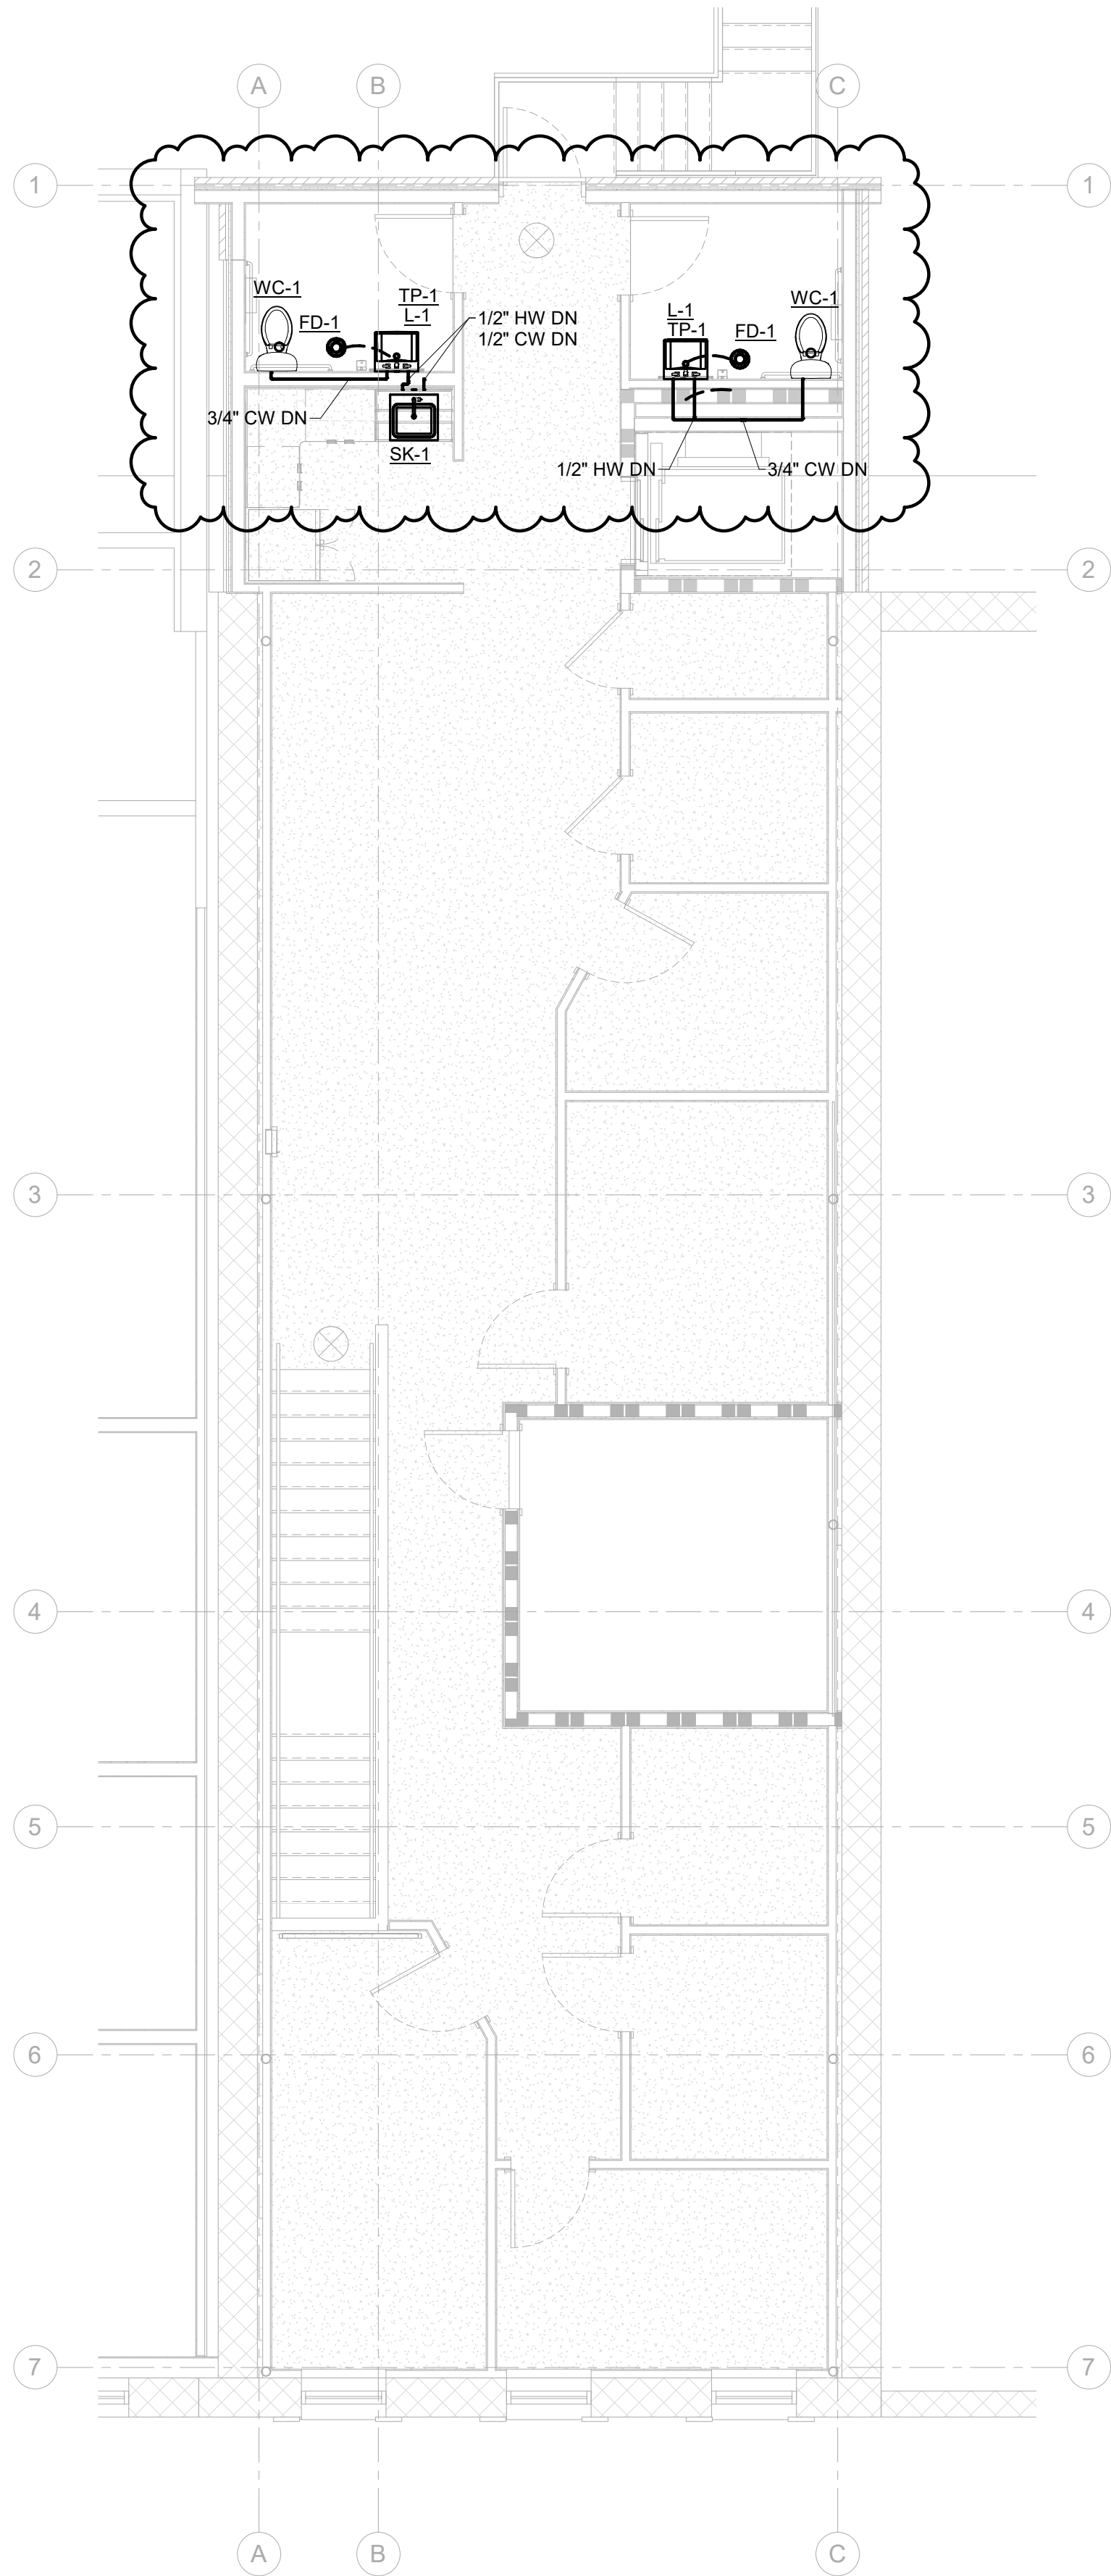 A
B
C
1
1
WC-1
TP-1
L-1
FD-1
1/2" HW DN
1/2" CW DN
3/4" CW DN
SK-1
L-1
TP-1
FD-1
WC-1
1/2" HW DN
3/4" CW DN
2
2
3
3
4
4
5
5
6
6
7
7
A
B
C